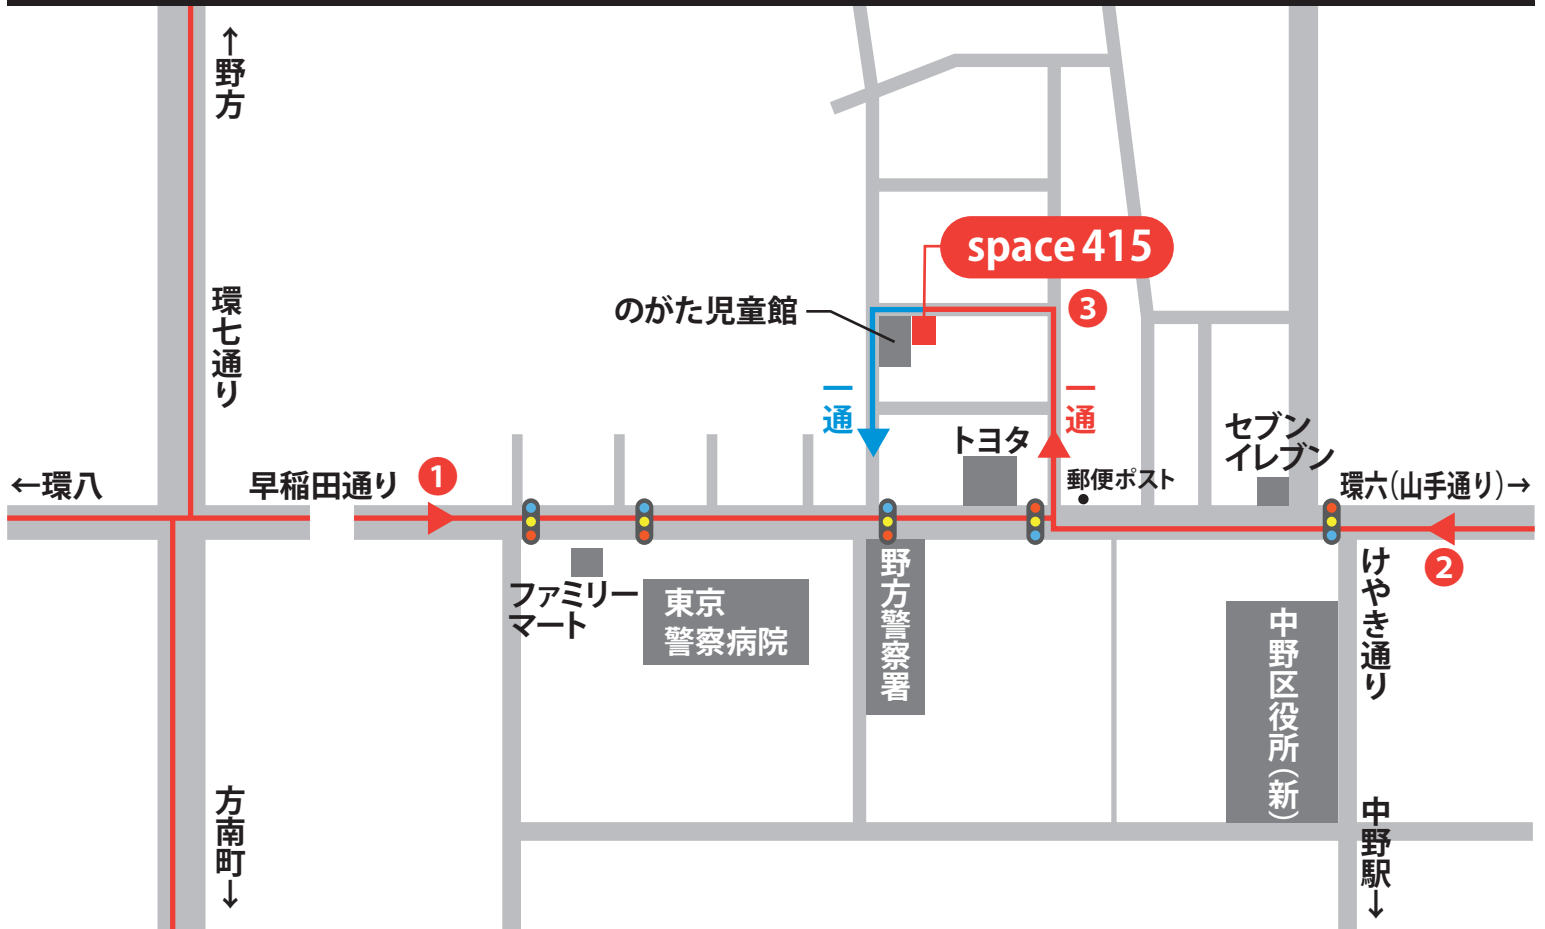 ↑野方
space 415
のがた児童館
3
環七通り
一通
一通
トヨタ
セブン
イレブン
←環八
早稲田通り
1
郵便ポスト
環六(山手通り)→
ファミリー
マート
東京
警察病院
野方警察署
けやき通り
2
中野区役所(新)
方南町↓
中野駅↓